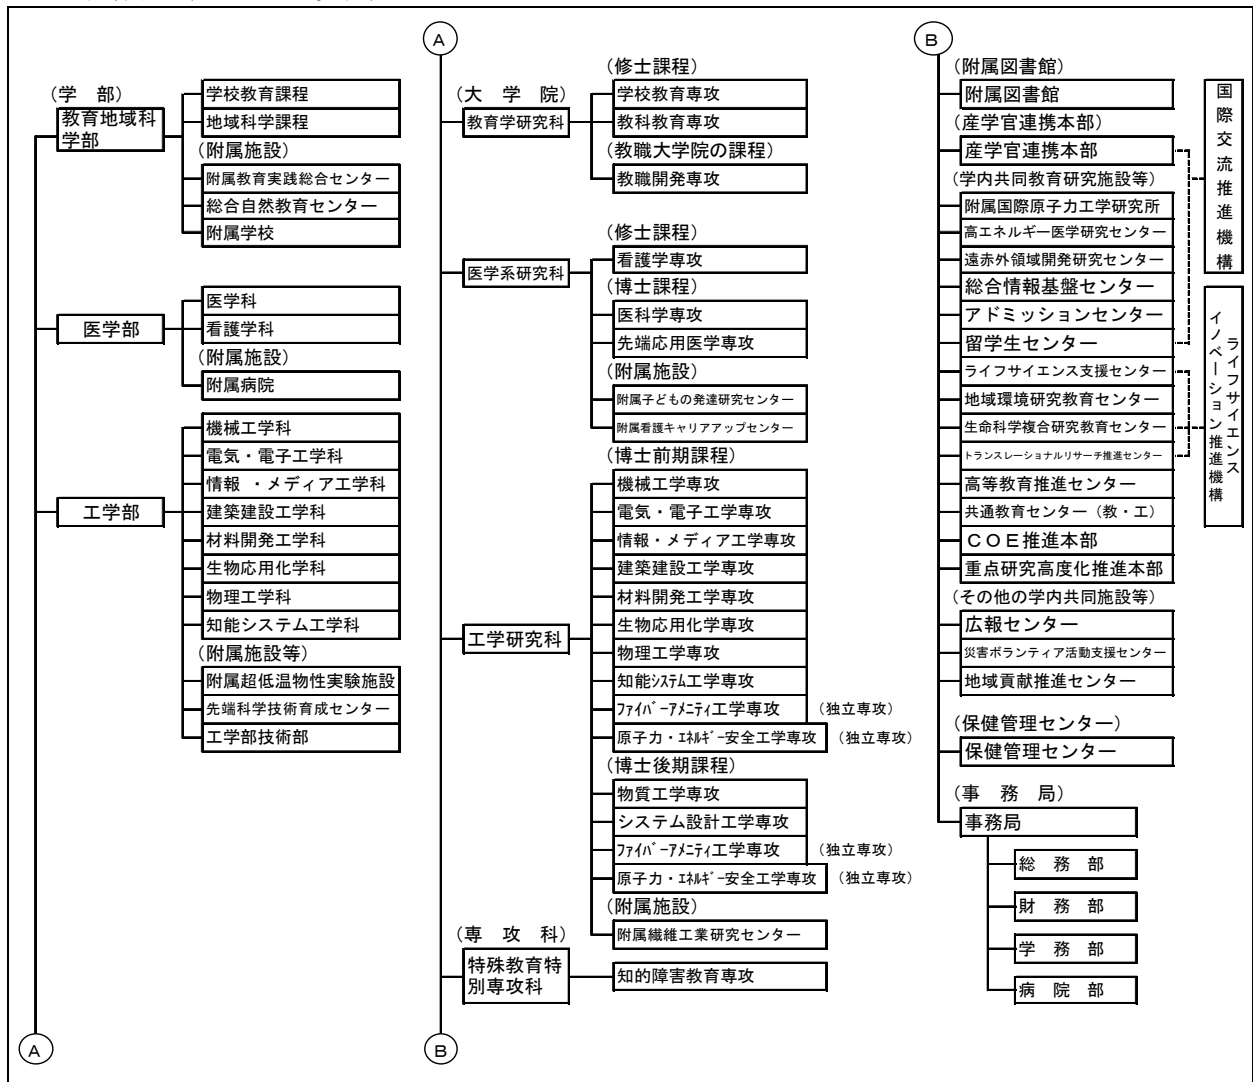 (学　部)
教育地域科
学部
学校教育課程
地域科学課程
(附属施設)
附属教育実践総合センター
総合自然教育センター
附属学校
医学部
医学科
看護学科
(附属施設)
附属病院
工学部
機械工学科
電気・電子工学科
情報 ・メディア工学科
建築建設工学科
材料開発工学科
生物応用化学科
物理工学科
知能システム工学科
(附属施設等)
附属超低温物性実験施設
先端科学技術育成センター
工学部技術部
A
A
(大　学　院)
教育学研究科
(修士課程)
学校教育専攻
教科教育専攻
(教職大学院の課程)
教職開発専攻
医学系研究科
(修士課程)
看護学専攻
(博士課程)
医科学専攻
先端応用医学専攻
(附属施設)
附属子どもの発達研究センター
附属看護キャリアアップセンター
工学研究科
(博士前期課程)
機械工学専攻
電気・電子工学専攻
情報・メディア工学専攻
建築建設工学専攻
材料開発工学専攻
生物応用化学専攻
物理工学専攻
知能ｼｽﾃﾑ工学専攻
ﾌｧｲﾊﾞｰｱﾒﾆﾃｨ工学専攻 (独立専攻)
原子力・ｴﾈﾙｷﾞｰ安全工学専攻 (独立専攻)
(博士後期課程)
物質工学専攻
システム設計工学専攻
ﾌｧｲﾊﾞｰｱﾒﾆﾃｨ工学専攻 (独立専攻)
原子力・ｴﾈﾙｷﾞｰ安全工学専攻 (独立専攻)
(附属施設)
附属繊維工業研究センター
(専　攻　科)
特殊教育特
別専攻科
知的障害教育専攻
B
B
(附属図書館)
附属図書館
(産学官連携本部)
産学官連携本部
(学内共同教育研究施設等)
附属国際原子力工学研究所
高エネルギー医学研究センター
遠赤外領域開発研究センター
総合情報基盤センター
アドミッションセンター
留学生センター
ライフサイエンス支援センター
地域環境研究教育センター
生命科学複合研究教育センター
トランスレーショナルリサーチ推進センター
高等教育推進センター
共通教育センター（教・工）
ＣＯＥ推進本部
重点研究高度化推進本部
(その他の学内共同施設等)
広報センター
災害ボランティア活動支援センター
地域貢献推進センター
(保健管理センター)
保健管理センター
(事　務　局)
事務局
総　務　部
財　務　部
学　務　部
病　院　部
国際交流推進機構
ライフサイエンス
イノベーション推進機構